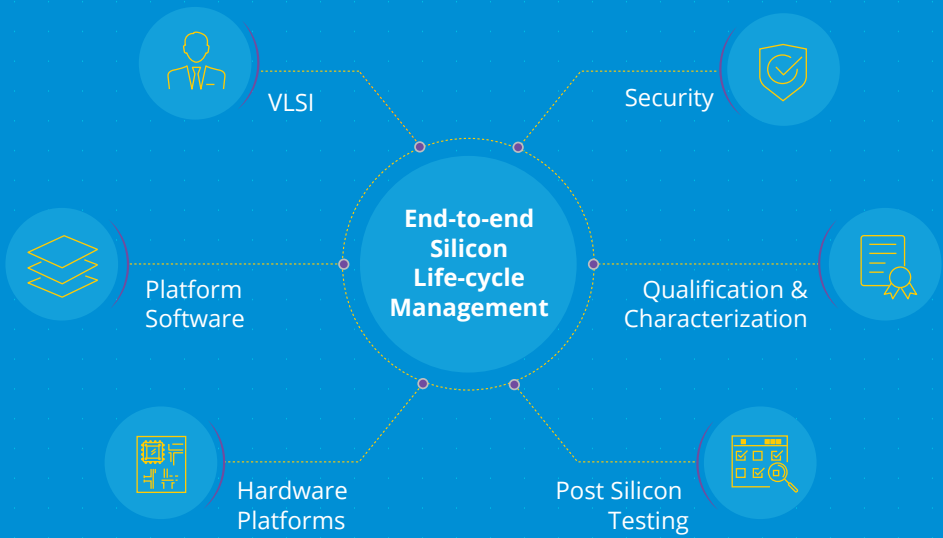 VLSI
Security
End-to-end
Silicon
Life-cycle
Management
Platform
Software
Qualification &
Characterization
Hardware
Platforms
Post Silicon
Testing